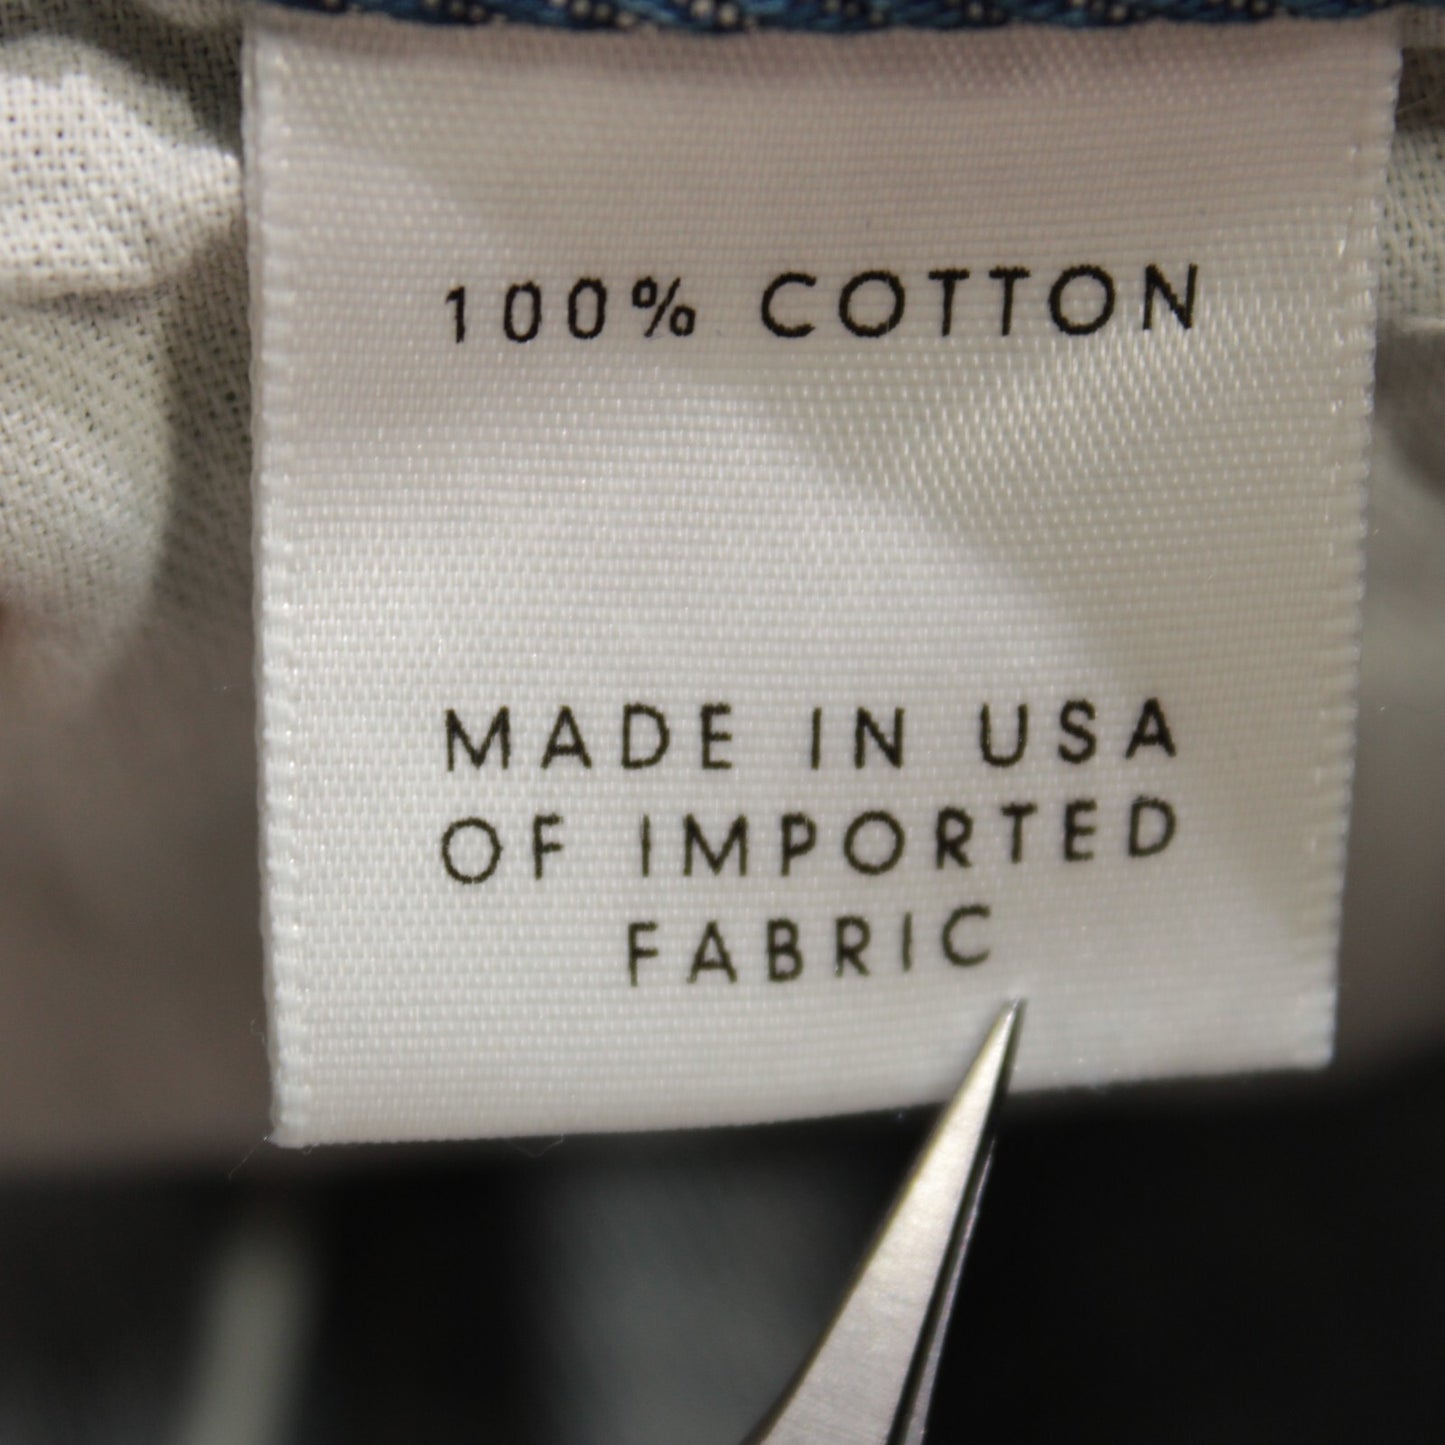 100% COTTON
MADE IN USA
OF IMPORTED
FABRIC